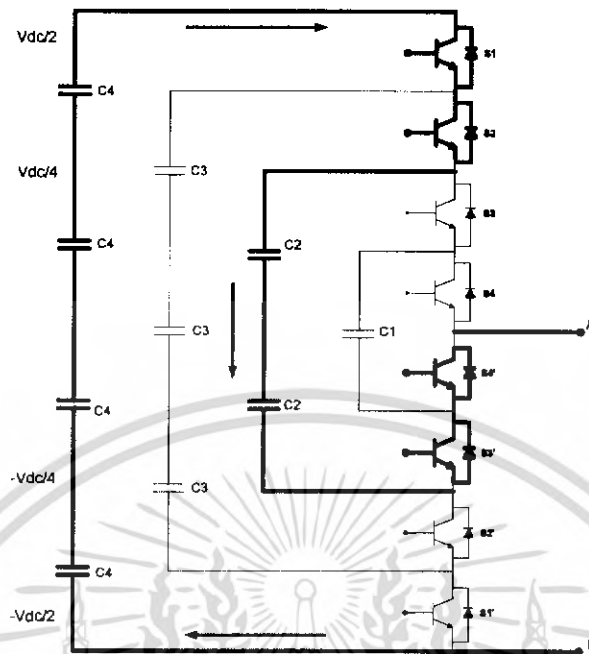 Vdc/2
S1
C4
S2
C3
Vdc/4
S3
C2
C4
S4
C3
C1
A
S4'
C4
C2
S3'
-Vdc/4
C3
S2'
C4
S1'
-Vdc/2